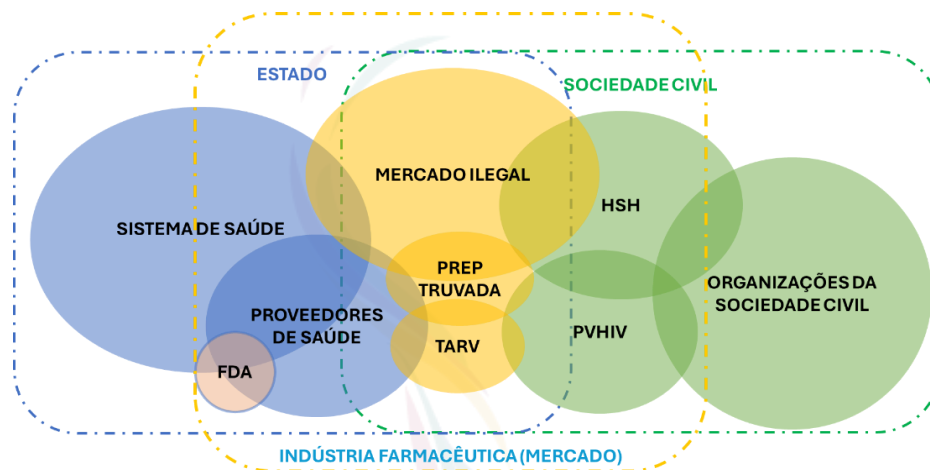 ESTADO
SOCIEDADE CIVIL
MERCADO ILEGAL
HSH
SISTEMA DE SAÚDE
PREP
TRUVADA
ORGANIZAÇÕES DA
SOCIEDADE CIVIL
PROVEEDORES
DE SAÚDE
PVHIV
TARV
FDA
INDÚSTRIA FARMACÊUTICA (MERCADO)